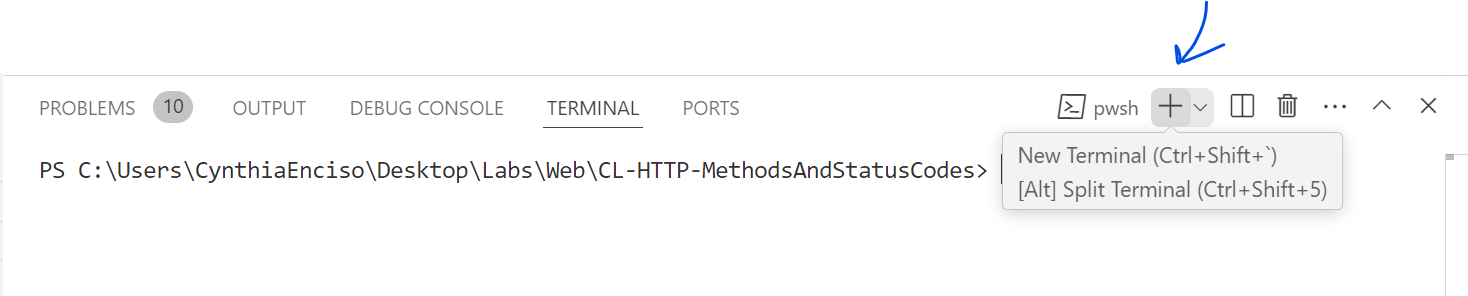 PROBLEMS 10 OUTPUT DEBUG CONSOLE TERMINAL PORTS pwsh
PS C:\Users\CynthiaEnciso\Desktop\Labs\Web\CL-HTTP-MethodsAndStatusCodes>
New Terminal (Ctrl+Shift+`)
[Alt] Split Terminal (Ctrl+Shift+5)